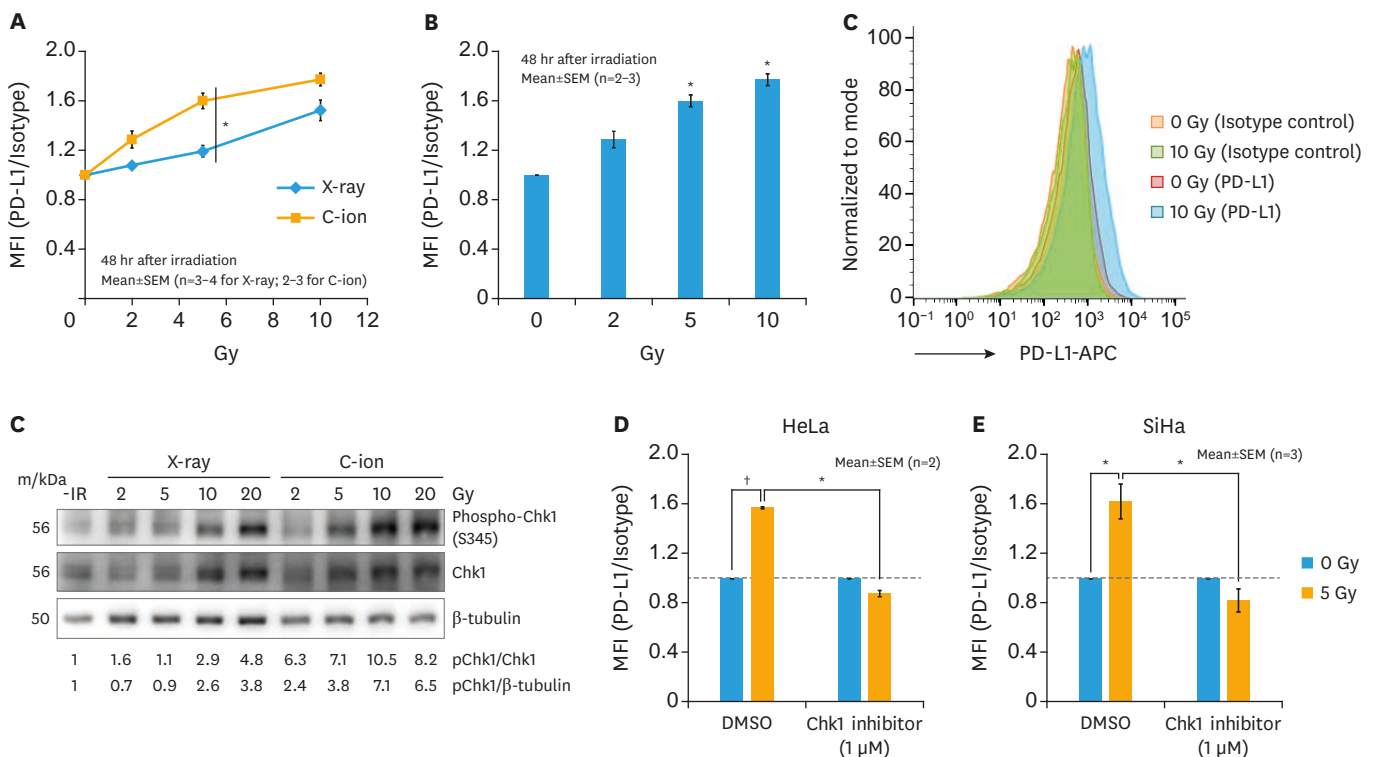 A
MFI (PD-L1/Isotype)
2.0
1.6
1.2
0.8
0.4
0 2 4 6 8 10 12
Gy
*
X-ray
C-ion
48 hr after irradiation
Mean±SEM (n=3–4 for X-ray; 2–3 for C-ion)
B
MFI (PD-L1/Isotype)
2.0
1.6
1.2
0.8
0.4
0
48 hr after irradiation
Mean±SEM (n=2–3)
* *
0 2 5 10
Gy
C
Normalized to mode
100
80
60
40
20
0
10⁻¹ 10⁰ 10¹ 10² 10³ 10⁴ 10⁵
PD-L1-APC
0 Gy (Isotype control)
10 Gy (Isotype control)
0 Gy (PD-L1)
10 Gy (PD-L1)
C
X-ray C-ion
m/kDa
-IR 2 5 10 20 2 5 10 20 Gy
56 Phospho-Chk1
(S345)
56 Chk1
50 β-tubulin
1 1.6 1.1 2.9 4.8 6.3 7.1 10.5 8.2 pChk1/Chk1
1 0.7 0.9 2.6 3.8 2.4 3.8 7.1 6.5 pChk1/β-tubulin
D
HeLa
MFI (PD-L1/Isotype)
2.0
1.6
1.2
0.8
0.4
0
Mean±SEM (n=2)
† *
DMSO Chk1 inhibitor
(1 µM)
E
SiHa
MFI (PD-L1/Isotype)
2.0
1.6
1.2
0.8
0.4
0
Mean±SEM (n=3)
* *
DMSO Chk1 inhibitor
(1 µM)
0 Gy
5 Gy